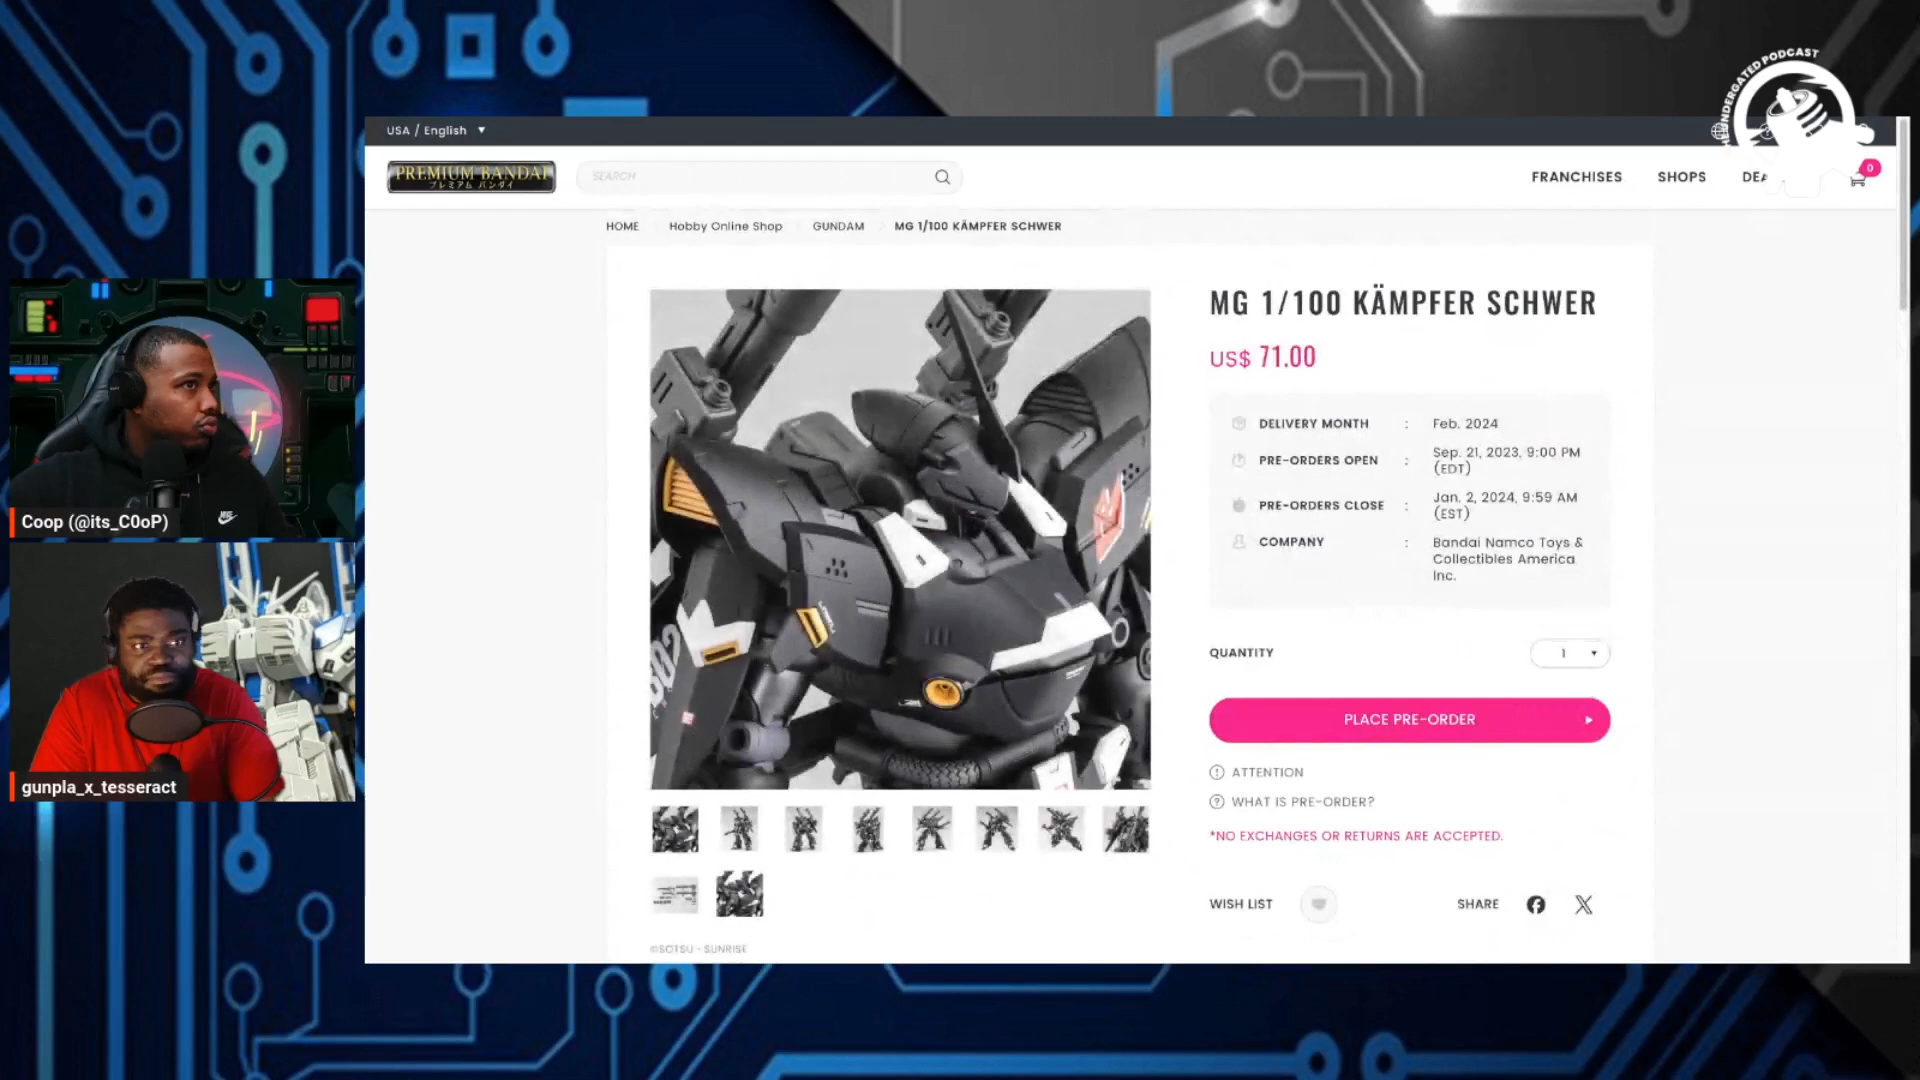 THEUNDERGATED PODCAST
USA / English ▼
PREMIUM BANDAI
プレミアム バンダイ
SEARCH
FRANCHISES
SHOPS
DEA
0
HOME
Hobby Online Shop
GUNDAM
MG 1/100 KÄMPFER SCHWER
MG 1/100 KÄMPFER SCHWER
US$ 71.00
DELIVERY MONTH : Feb. 2024
PRE-ORDERS OPEN : Sep. 21, 2023, 9:00 PM
(EDT)
PRE-ORDERS CLOSE : Jan. 2, 2024, 9:59 AM
(EST)
COMPANY : Bandai Namco Toys &
Collectibles America
Inc.
QUANTITY
1
PLACE PRE-ORDER
ATTENTION
WHAT IS PRE-ORDER?
*NO EXCHANGES OR RETURNS ARE ACCEPTED.
WISH LIST
SHARE
©SOTSU・SUNRISE
Coop (@its_C0oP)
gunpla_x_tesseract